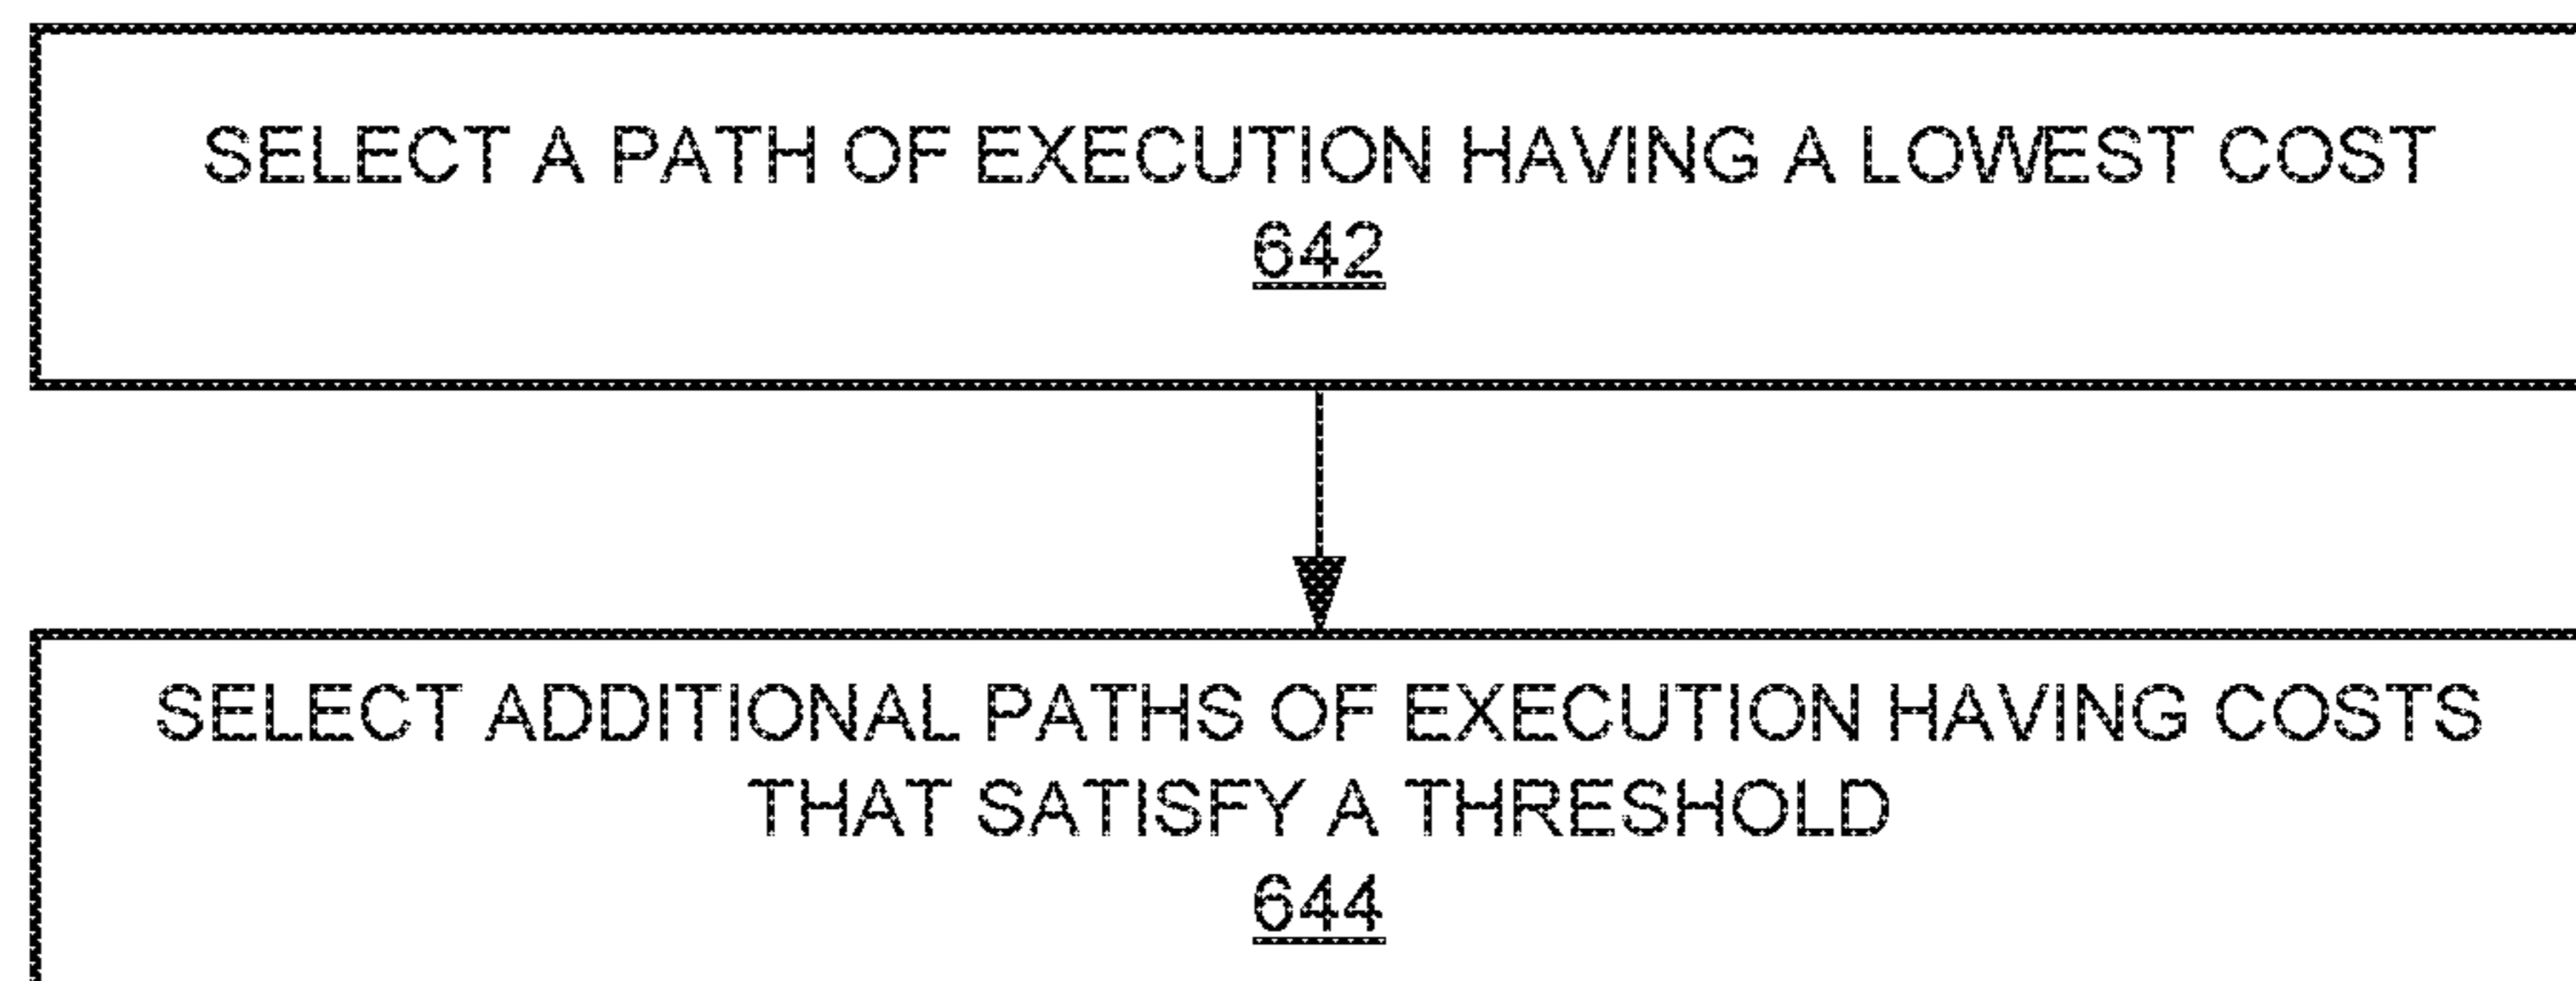 SELECT A PATH OF EXECUTION HAVING A LOWEST COST
642
SELECT ADDITIONAL PATHS OF EXECUTION HAVING COSTS
THAT SATISFY A THRESHOLD
644